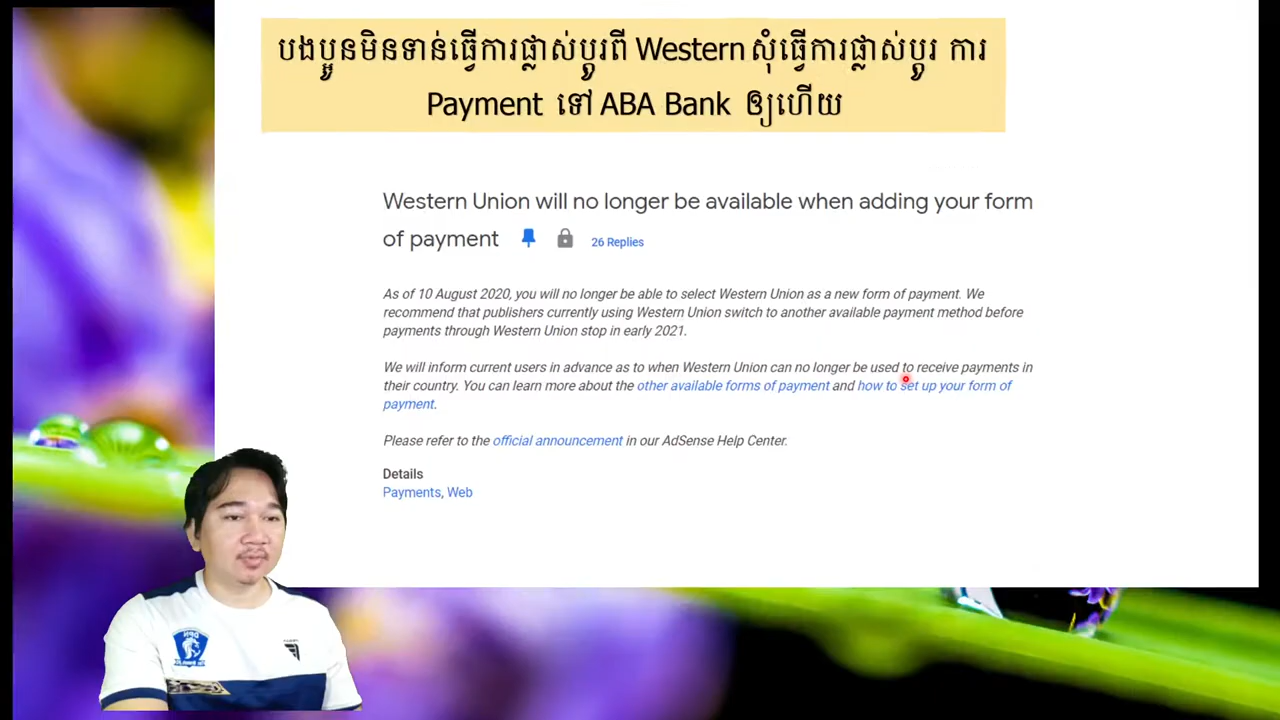 បងប្អូនមិនទាន់ធ្វើការផ្លាស់ប្តូរពី Western សុំធ្វើការផ្លាស់ប្តូរ ការ
Payment ទៅ ABA Bank ឲ្យហើយ
Western Union will no longer be available when adding your form
of payment 26 Replies
As of 10 August 2020, you will no longer be able to select Western Union as a new form of payment. We
recommend that publishers currently using Western Union switch to another available payment method before
payments through Western Union stop in early 2021.
We will inform current users in advance as to when Western Union can no longer be used to receive payments in
their country. You can learn more about the other available forms of payment and how to set up your form of
payment.
Please refer to the official announcement in our AdSense Help Center.
Details
Payments, Web